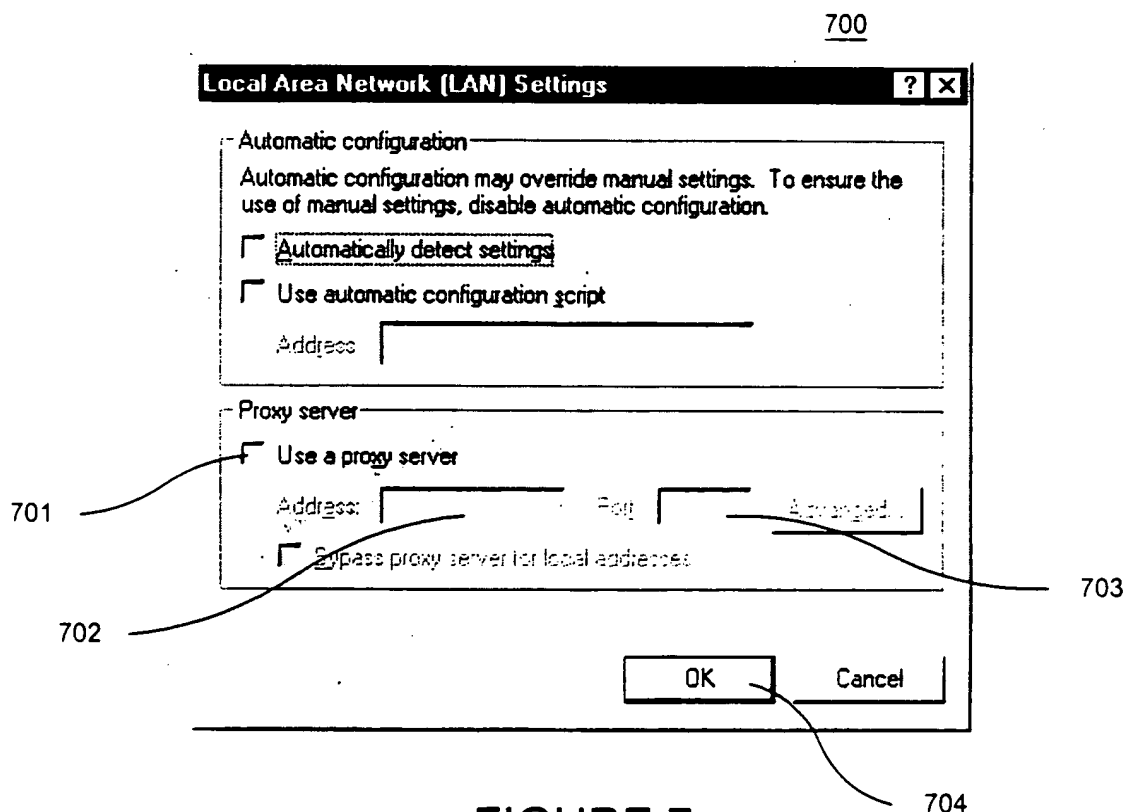 700
Local Area Network (LAN) Settings ? X
Automatic configuration
Automatic configuration may override manual settings. To ensure the
use of manual settings, disable automatic configuration.
Automatically detect settings
Use automatic configuration script
Address
Proxy server
Use a proxy server
701
Address: Port Advanced...
Bypass proxy server for local addresses
703
702
OK Cancel
704